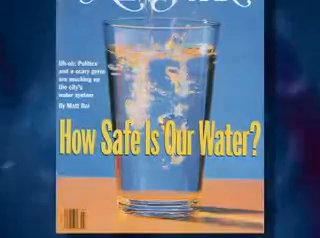 Uh-oh: Politics
and a scary germ
are mucking up
the city's
water system
By Matt Bai
How Safe Is Our Water?